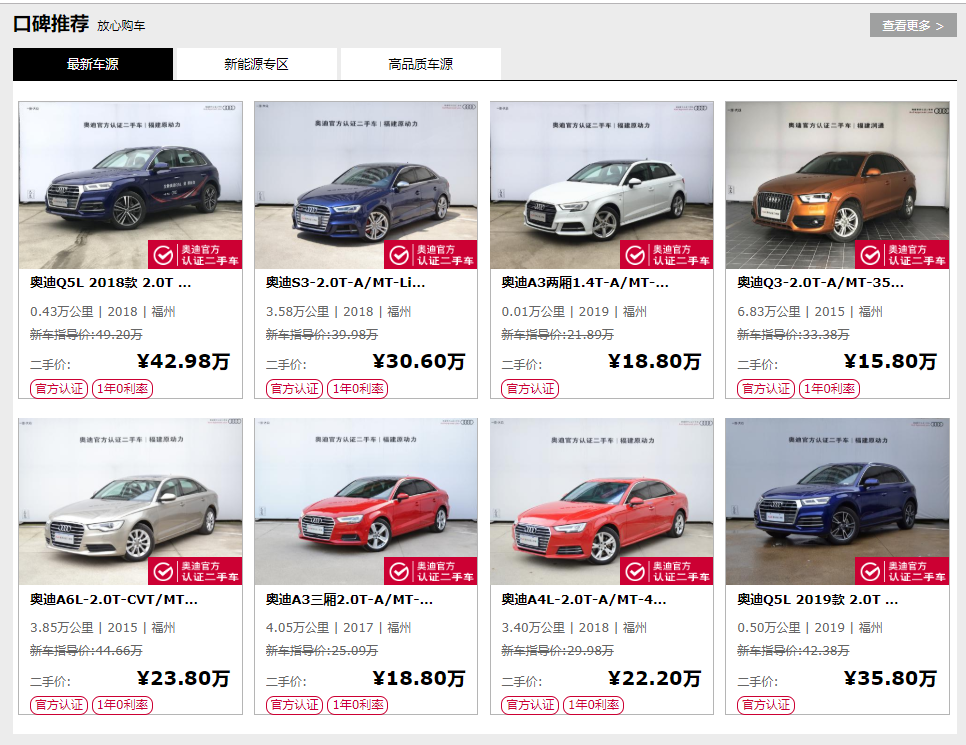 口碑推荐 放心购车
查看更多 >
最新车源 新能源专区 高品质车源
奥迪官方认证二手车 | 福建原动力
奥迪官方
认证二手车
奥迪Q5L 2018款 2.0T ...
0.43万公里 | 2018 | 福州
新车指导价:49.20万
二手价: ¥42.98万
官方认证 1年0利率
奥迪官方认证二手车 | 福建原动力
奥迪官方
认证二手车
奥迪S3-2.0T-A/MT-Li...
3.58万公里 | 2018 | 福州
新车指导价:39.98万
二手价: ¥30.60万
官方认证 1年0利率
奥迪官方认证二手车 | 福建原动力
奥迪官方
认证二手车
奥迪A3两厢1.4T-A/MT-...
0.01万公里 | 2019 | 福州
新车指导价:21.89万
二手价: ¥18.80万
官方认证
奥迪官方认证二手车 | 福建润通
奥迪官方
认证二手车
奥迪Q3-2.0T-A/MT-35...
6.83万公里 | 2015 | 福州
新车指导价:33.38万
二手价: ¥15.80万
官方认证 1年0利率
奥迪官方认证二手车 | 福建原动力
奥迪官方
认证二手车
奥迪A6L-2.0T-CVT/MT...
3.85万公里 | 2015 | 福州
新车指导价:44.66万
二手价: ¥23.80万
官方认证 1年0利率
奥迪官方认证二手车 | 福建原动力
奥迪官方
认证二手车
奥迪A3三厢2.0T-A/MT-...
4.05万公里 | 2017 | 福州
新车指导价:25.09万
二手价: ¥18.80万
官方认证 1年0利率
奥迪官方认证二手车 | 福建原动力
奥迪官方
认证二手车
奥迪A4L-2.0T-A/MT-4...
3.40万公里 | 2018 | 福州
新车指导价:29.98万
二手价: ¥22.20万
官方认证 1年0利率
奥迪官方认证二手车 | 福建原动力
奥迪官方
认证二手车
奥迪Q5L 2019款 2.0T ...
0.50万公里 | 2019 | 福州
新车指导价:42.38万
二手价: ¥35.80万
官方认证